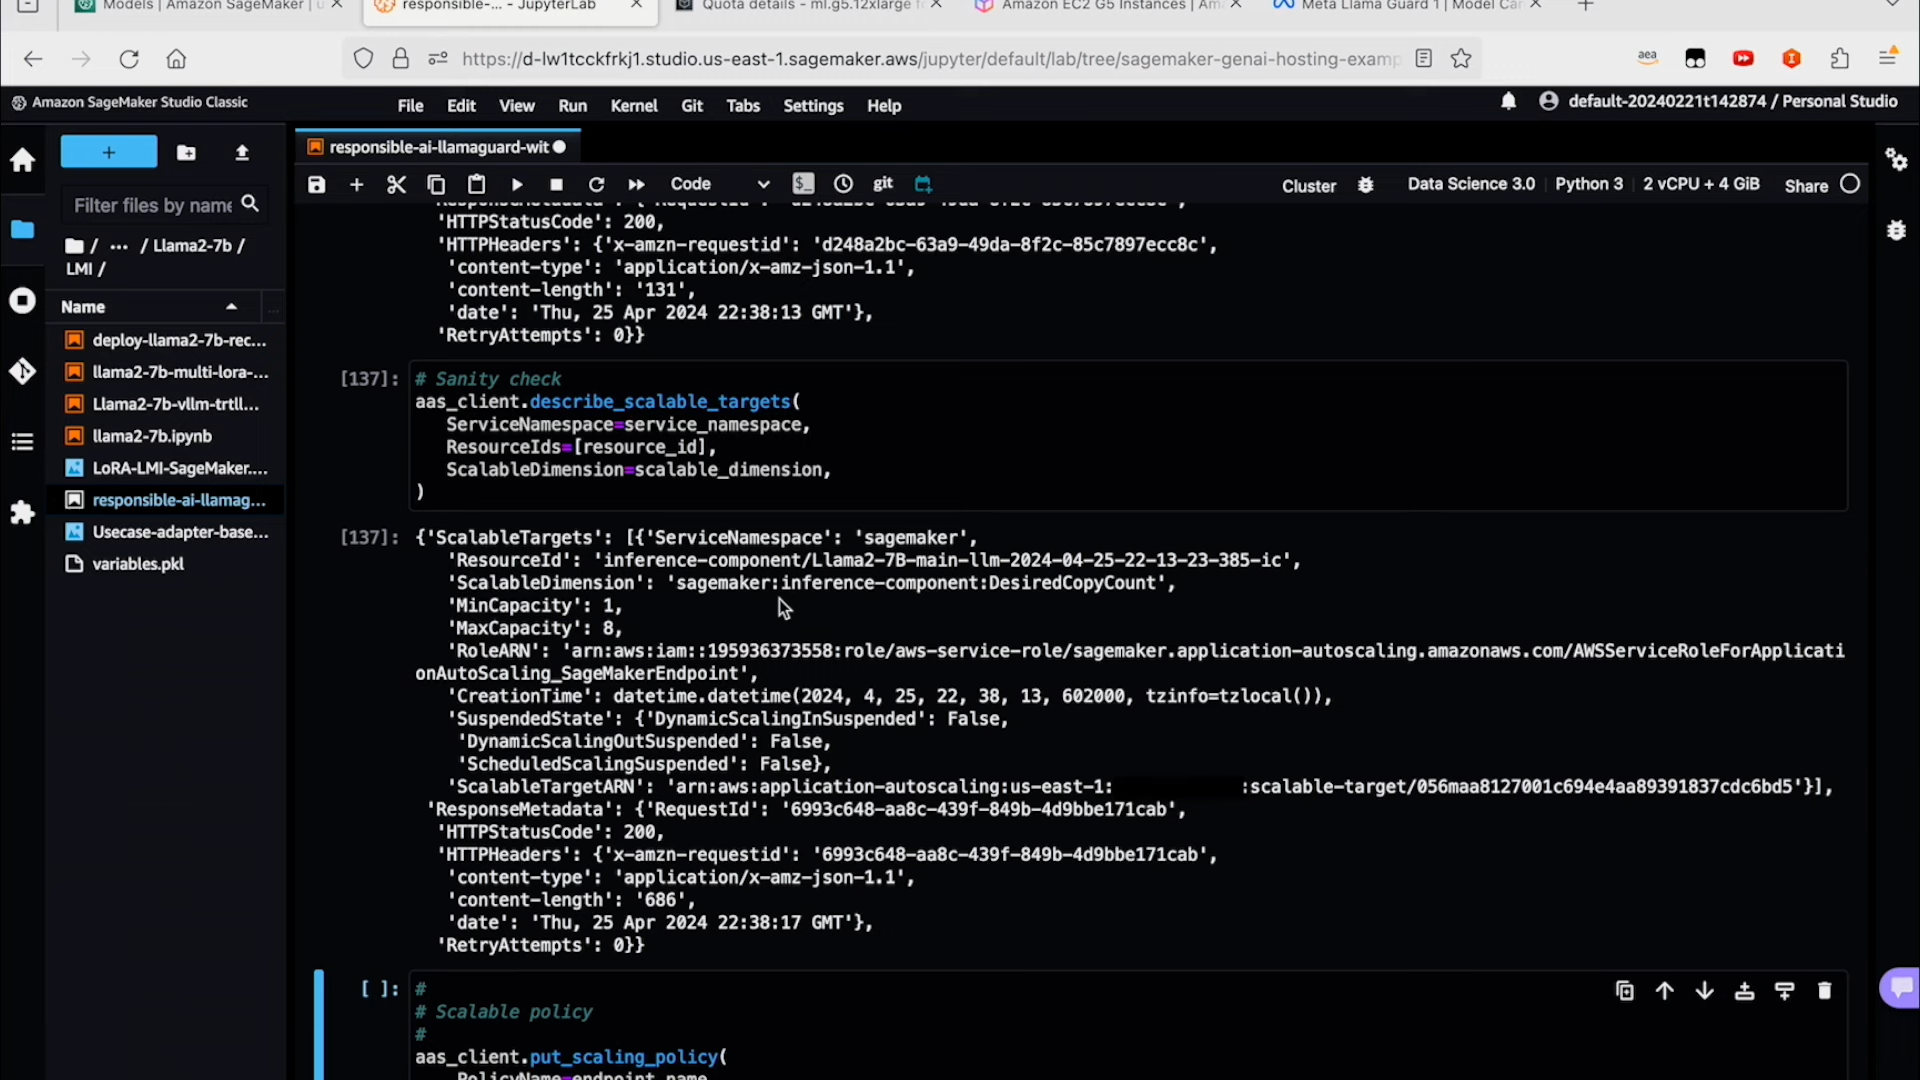 Models | Amazon SageMaker | u
responsible-... - JupyterLab
Quota details - ml.g5.12xlarge f
Amazon EC2 G5 Instances | Am
Meta Llama Guard 1 | Model Car
https://d-lw1tcckfrkj1.studio.us-east-1.sagemaker.aws/jupyter/default/lab/tree/sagemaker-genai-hosting-examp
aea
Amazon SageMaker Studio Classic
File Edit View Run Kernel Git Tabs Settings Help
default-20240221t142874 / Personal Studio
+
responsible-ai-llamaguard-wit
Code
git
Cluster
Data Science 3.0
Python 3
2 vCPU + 4 GiB
Share
Filter files by name
/ ... / Llama2-7b /
LMI /
Name
deploy-llama2-7b-rec...
llama2-7b-multi-lora-...
Llama2-7b-vllm-trtll...
llama2-7b.ipynb
LoRA-LMI-SageMaker....
responsible-ai-llamag...
Usecase-adapter-base...
variables.pkl
'ResponseMetadata': {'RequestId': 'd248a2bc-63a9-49da-8f2c-85c7897ecc8c',
'HTTPStatusCode': 200,
'HTTPHeaders': {'x-amzn-requestid': 'd248a2bc-63a9-49da-8f2c-85c7897ecc8c',
'content-type': 'application/x-amz-json-1.1',
'content-length': '131',
'date': 'Thu, 25 Apr 2024 22:38:13 GMT'},
'RetryAttempts': 0}}
[137]: # Sanity check
aas_client.describe_scalable_targets(
ServiceNamespace=service_namespace,
ResourceIds=[resource_id],
ScalableDimension=scalable_dimension,
)
[137]: {'ScalableTargets': [{'ServiceNamespace': 'sagemaker',
'ResourceId': 'inference-component/Llama2-7B-main-llm-2024-04-25-22-13-23-385-ic',
'ScalableDimension': 'sagemaker:inference-component:DesiredCopyCount',
'MinCapacity': 1,
'MaxCapacity': 8,
'RoleARN': 'arn:aws:iam::195936373558:role/aws-service-role/sagemaker.application-autoscaling.amazonaws.com/AWSServiceRoleForApplicati
onAutoScaling_SageMakerEndpoint',
'CreationTime': datetime.datetime(2024, 4, 25, 22, 38, 13, 602000, tzinfo=tzlocal()),
'SuspendedState': {'DynamicScalingInSuspended': False,
'DynamicScalingOutSuspended': False,
'ScheduledScalingSuspended': False},
'ScalableTargetARN': 'arn:aws:application-autoscaling:us-east-1: :scalable-target/056maa8127001c694e4aa89391837cdc6bd5'}],
'ResponseMetadata': {'RequestId': '6993c648-aa8c-439f-849b-4d9bbe171cab',
'HTTPStatusCode': 200,
'HTTPHeaders': {'x-amzn-requestid': '6993c648-aa8c-439f-849b-4d9bbe171cab',
'content-type': 'application/x-amz-json-1.1',
'content-length': '686',
'date': 'Thu, 25 Apr 2024 22:38:17 GMT'},
'RetryAttempts': 0}}
[ ]: #
# Scalable policy
#
aas_client.put_scaling_policy(
PolicyName=endpoint_name